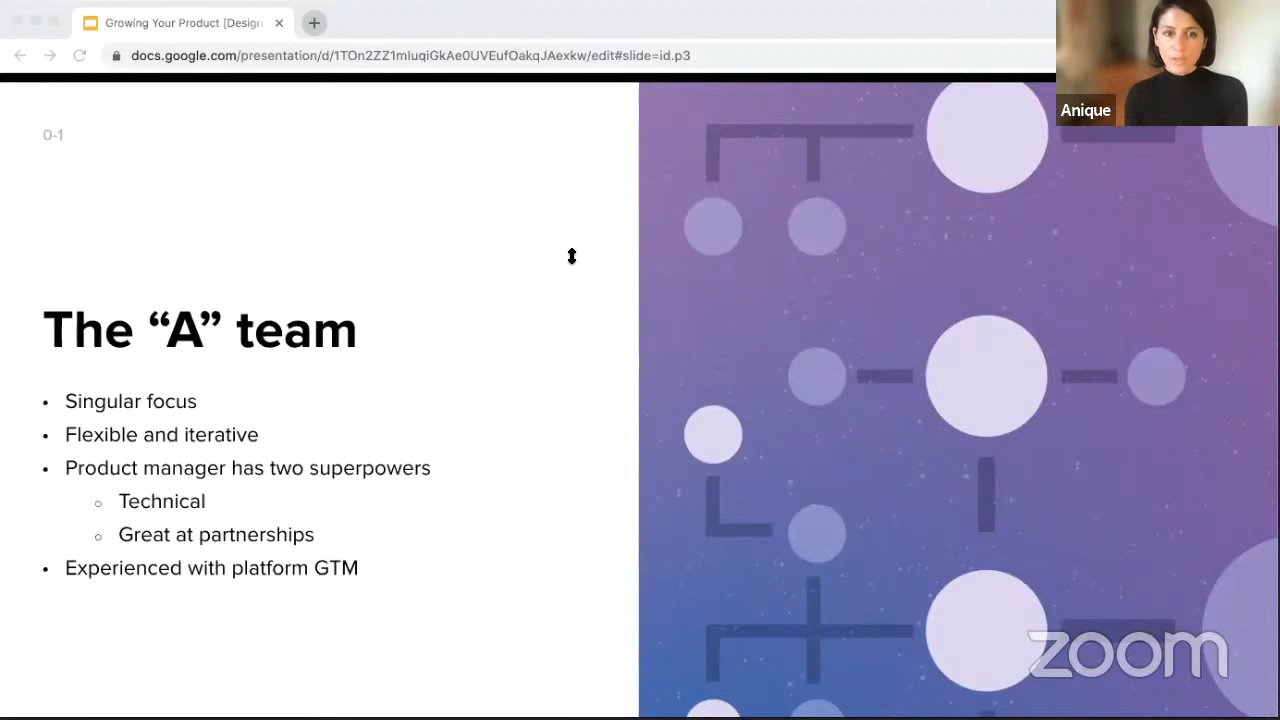 Growing Your Product [Design
docs.google.com/presentation/d/1TOn2ZZ1mIuqiGkAe0UVEufOakqJAexkw/edit#slide=id.p3
Anique
0-1
The “A” team
• Singular focus
• Flexible and iterative
• Product manager has two superpowers
○ Technical
○ Great at partnerships
• Experienced with platform GTM
zoom